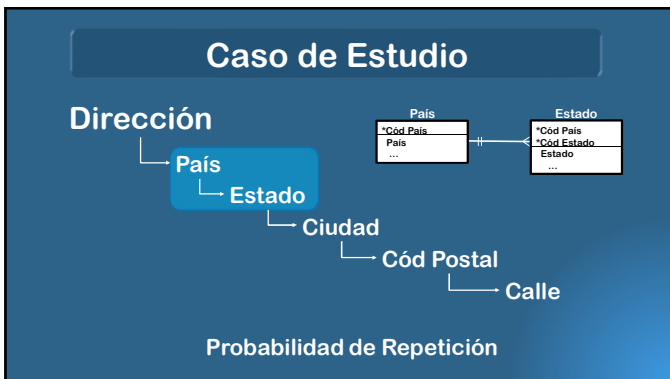 Caso de Estudio
Dirección
País
Estado
Ciudad
Cód Postal
Calle
País
*Cód País
País
...
Estado
*Cód País
*Cód Estado
Estado
...
Probabilidad de Repetición